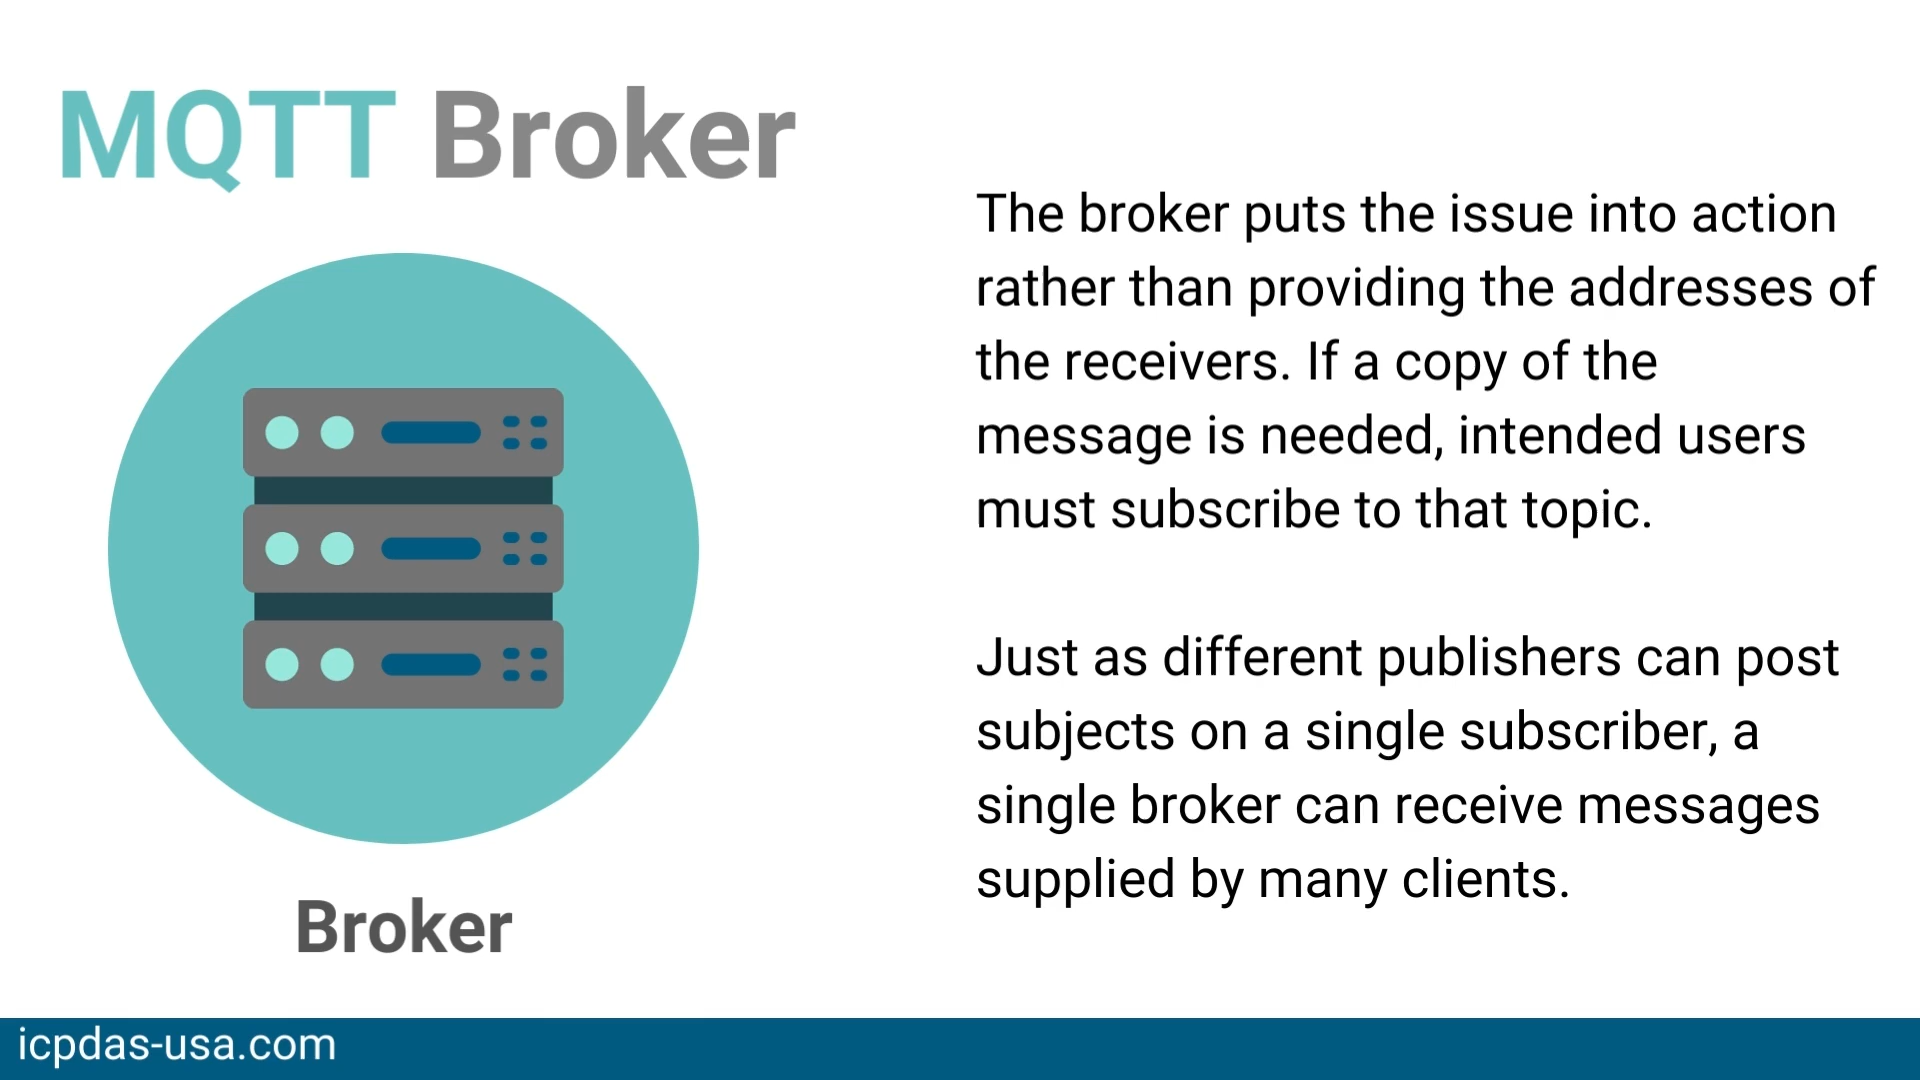 MQTT Broker
The broker puts the issue into action
rather than providing the addresses of
the receivers. If a copy of the
message is needed, intended users
must subscribe to that topic.
Just as different publishers can post
subjects on a single subscriber, a
single broker can receive messages
supplied by many clients.
Broker
icpdas-usa.com